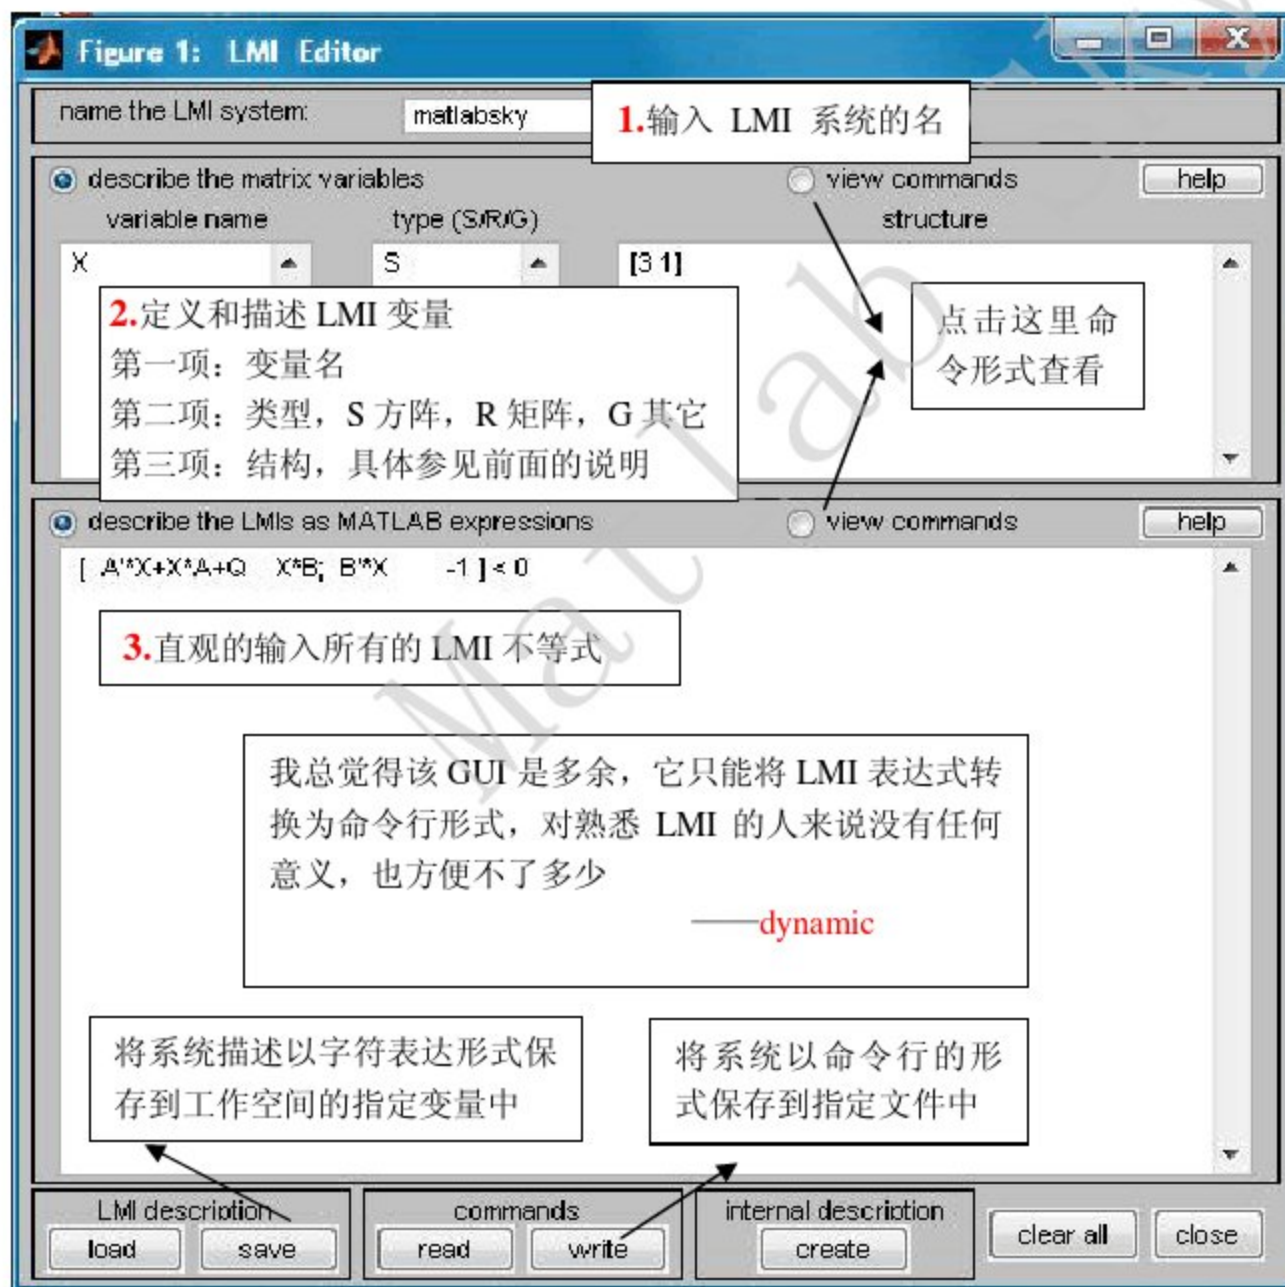 Figure 1: LMI Editor
name the LMI system:
matlabsky
1.输入 LMI 系统的名
describe the matrix variables
view commands
help
variable name
type (S/R/G)
structure
X
S
[3 1]
2.定义和描述 LMI 变量
第一项：变量名
第二项：类型，S 方阵，R 矩阵，G 其它
第三项：结构，具体参见前面的说明
点击这里命
令形式查看
describe the LMIs as MATLAB expressions
view commands
help
[ A'*X+X*A+Q X*B; B'*X -1 ] < 0
3.直观的输入所有的 LMI 不等式
我总觉得该 GUI 是多余，它只能将 LMI 表达式转
换为命令行形式，对熟悉 LMI 的人来说没有任何
意义，也方便不了多少
——dynamic
将系统描述以字符表达形式保
存到工作空间的指定变量中
将系统以命令行的形
式保存到指定文件中
LMI description
commands
internal description
load
save
read
write
create
clear all
close
Matlab